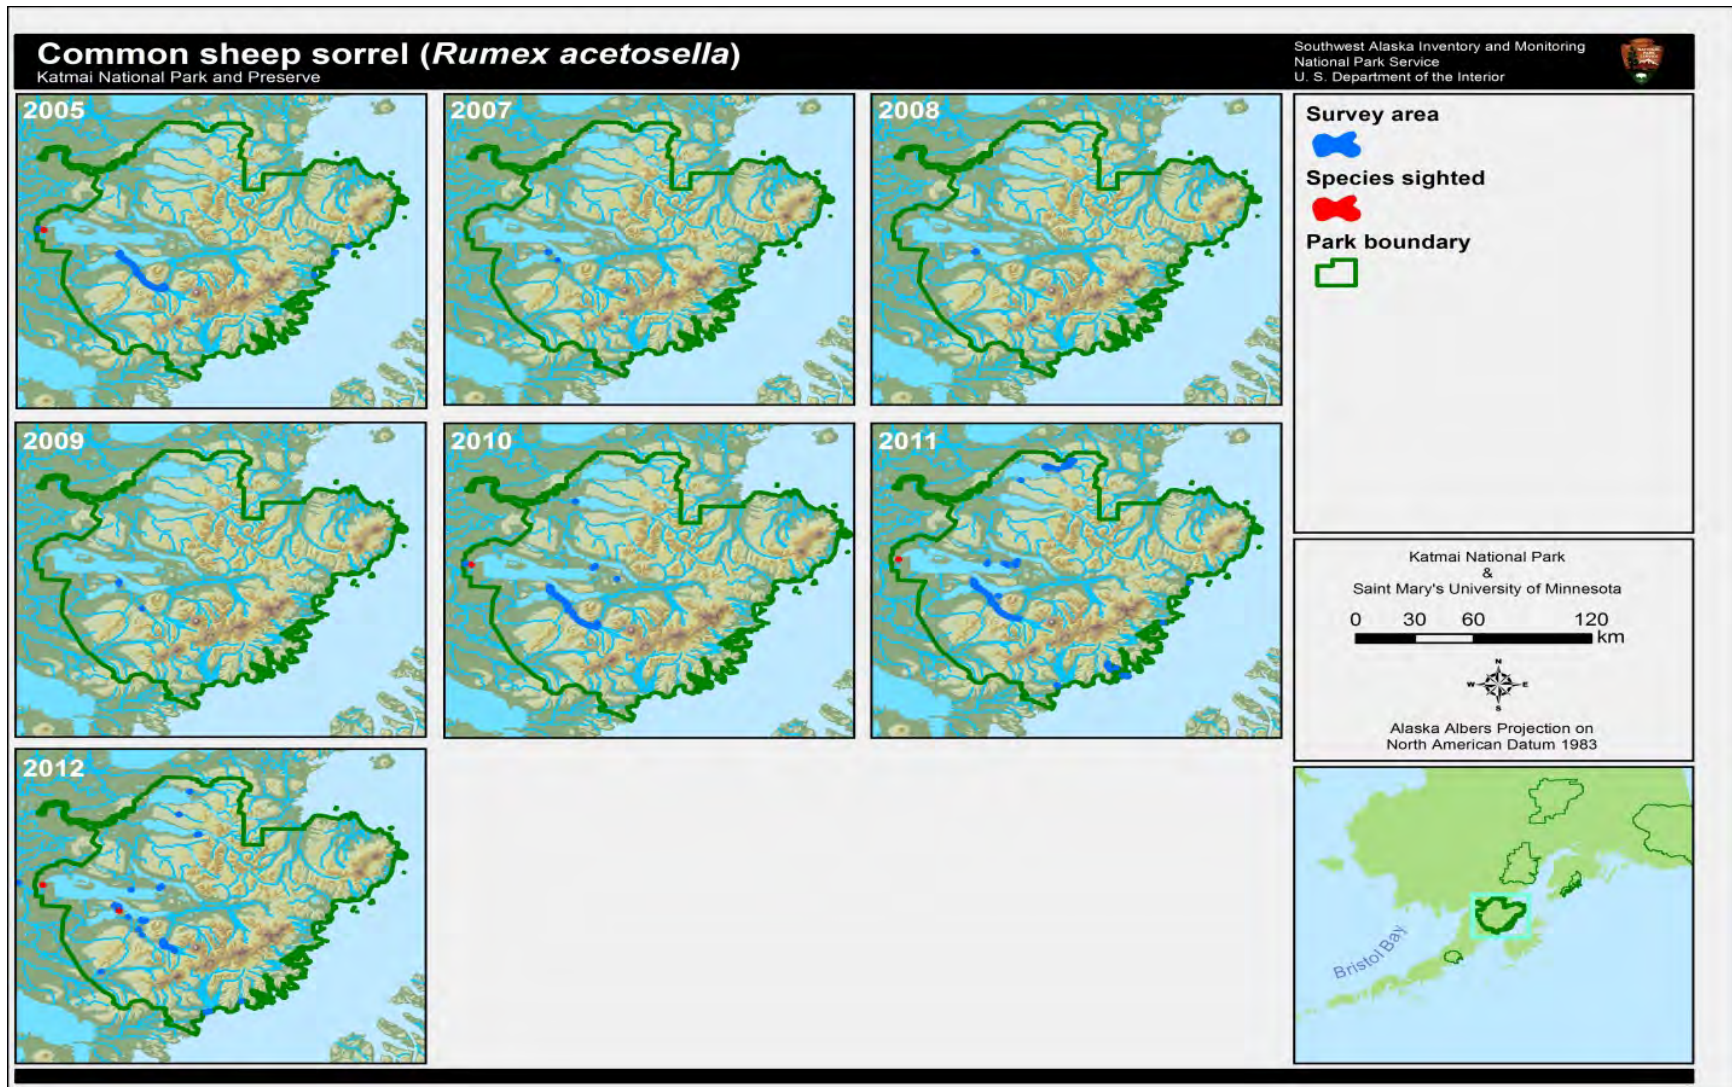 Common sheep sorrel (Rumex acetosella)
Katmai National Park and Preserve
Southwest Alaska Inventory and Monitoring
National Park Service
U. S. Department of the Interior
2005
2007
2008
2009
2010
2011
2012
Survey area
Species sighted
Park boundary
Katmai National Park
&
Saint Mary's University of Minnesota
0 30 60 120
km
N
W E
S
Alaska Albers Projection on
North American Datum 1983
Bristol Bay